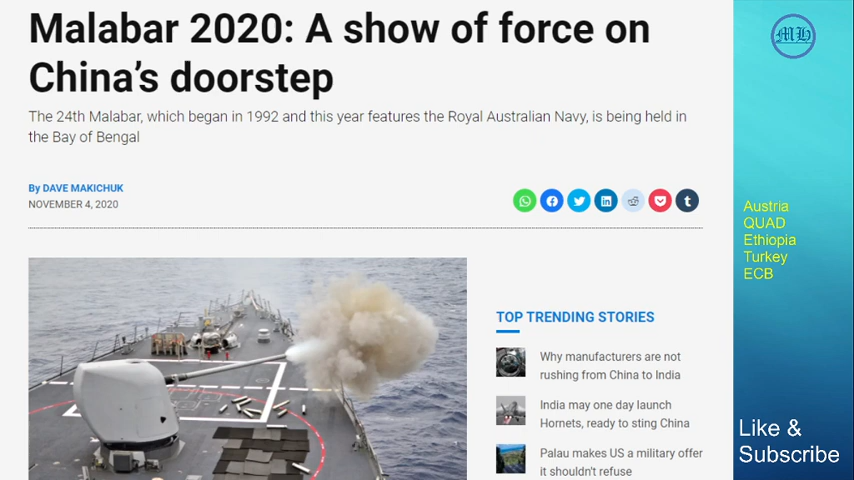 Malabar 2020: A show of force on
China's doorstep
The 24th Malabar, which began in 1992 and this year features the Royal Australian Navy, is being held in
the Bay of Bengal
By DAVE MAKICHUK
NOVEMBER 4, 2020
TOP TRENDING STORIES
Why manufacturers are not
rushing from China to India
India may one day launch
Hornets, ready to sting China
Palau makes US a military offer
it shouldn't refuse
MH
Austria
QUAD
Ethiopia
Turkey
ECB
Like &
Subscribe